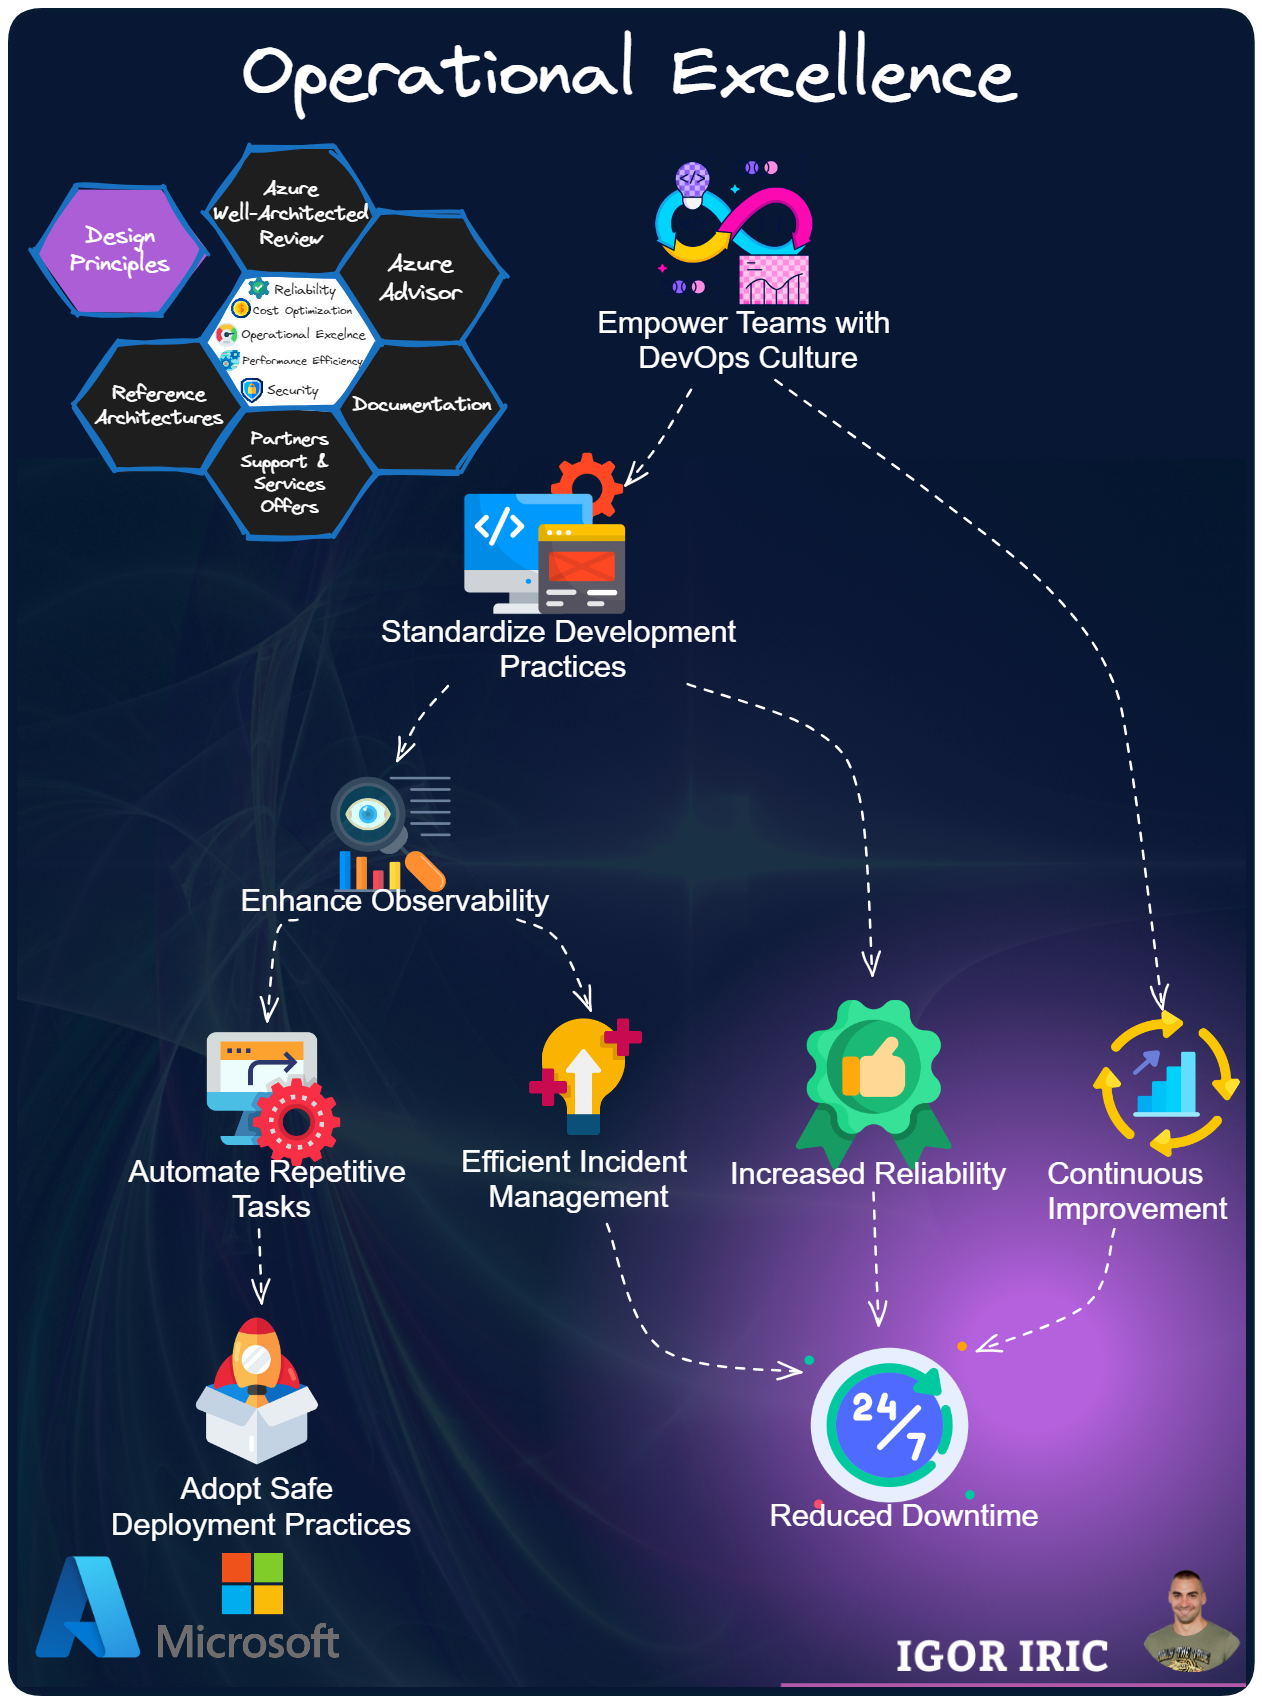 Operational Excellence
Design
Principles
Azure
Well-Architected
Review
Azure
Advisor
Reliability
Cost Optimization
Operational Excelnce
Performance Efficiency
Security
Reference
Architectures
Documentation
Partners
Support &
Services
Offers
</>
Empower Teams with
DevOps Culture
</>
Standardize Development
Practices
Enhance Observability
Automate Repetitive
Tasks
Efficient Incident
Management
Increased Reliability
Continuous
Improvement
Adopt Safe
Deployment Practices
24/7
Reduced Downtime
Microsoft
IGOR IRIC